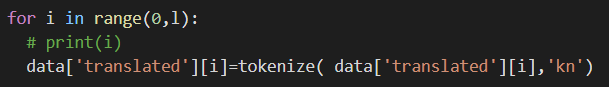 for i in range(0,l):
  # print(i)
  data['translated'][i]=tokenize( data['translated'][i],'kn')